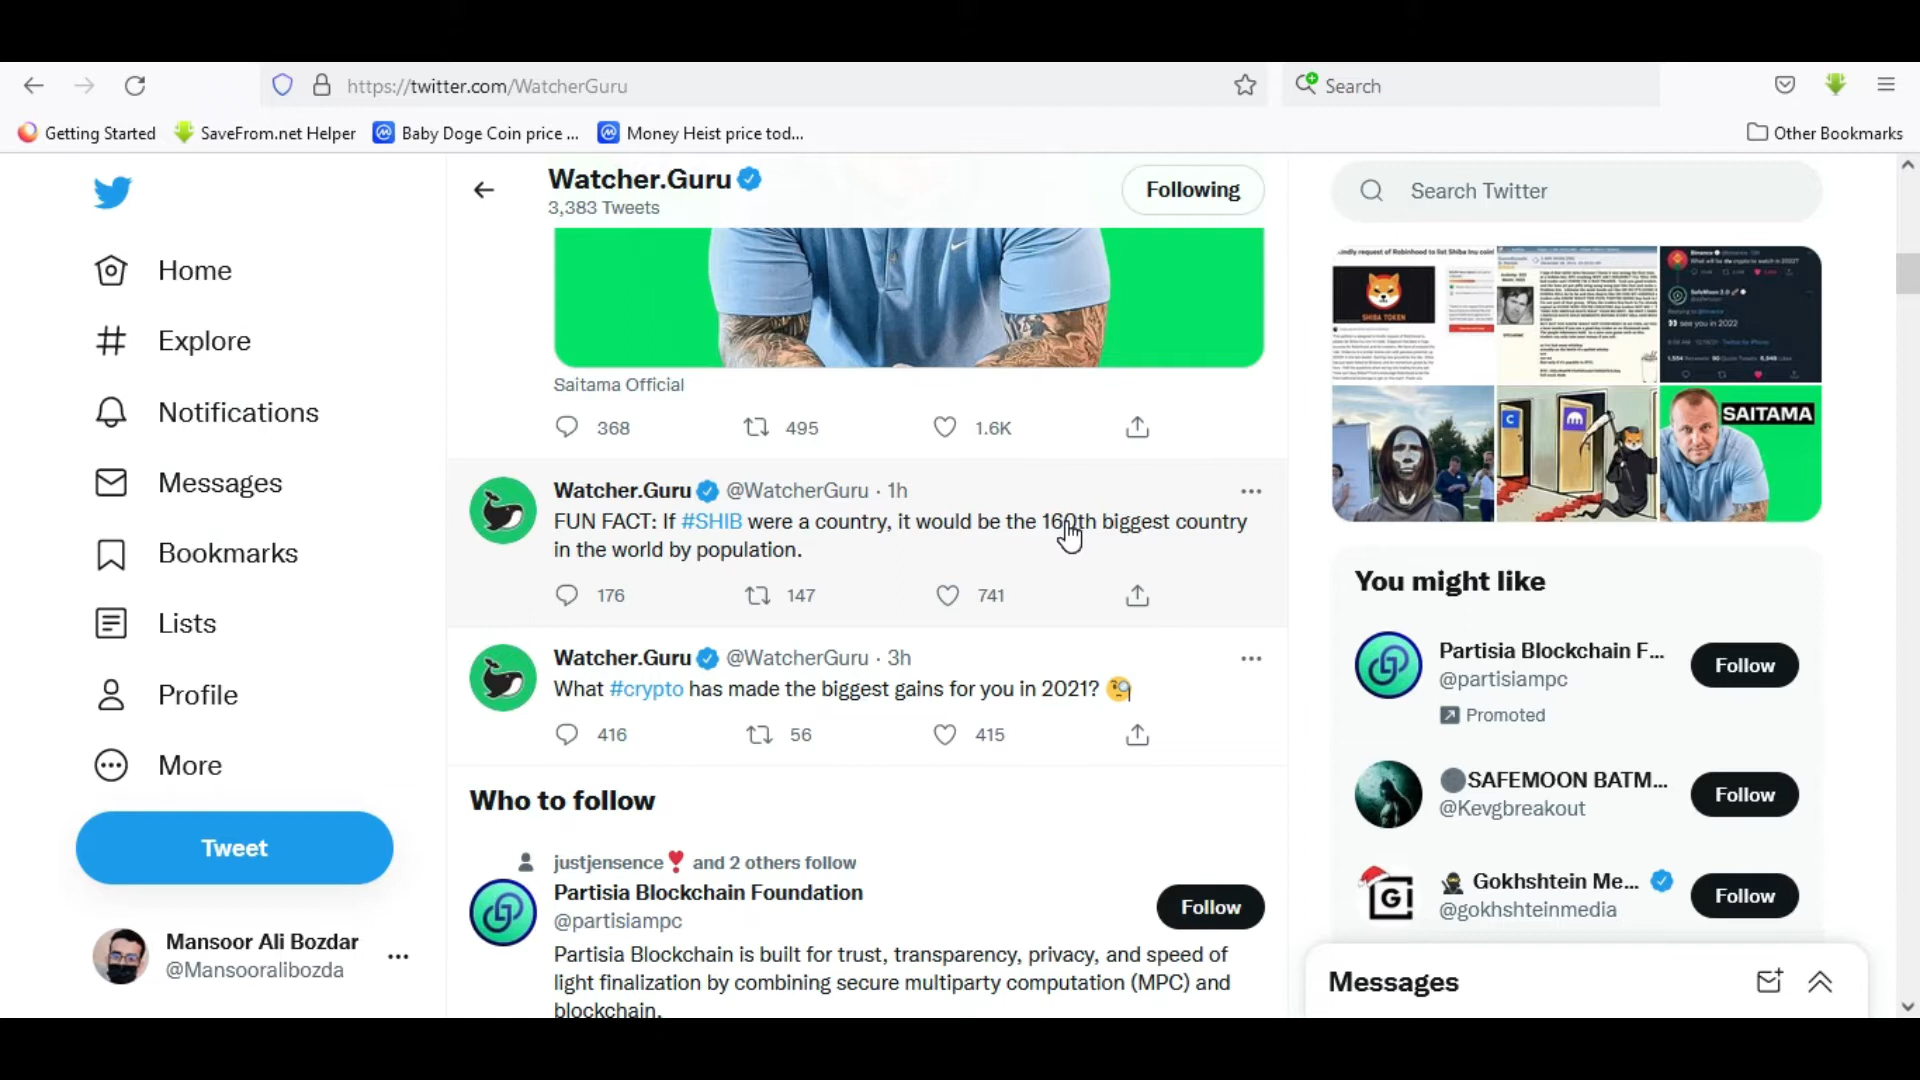 https://twitter.com/WatcherGuru
Search
Getting Started
SaveFrom.net Helper
Baby Doge Coin price ...
Money Heist price tod...
Other Bookmarks
Home
Explore
Notifications
Messages
Bookmarks
Lists
Profile
More
Tweet
Mansoor Ali Bozdar
@Mansooralibozda
Watcher.Guru
3,383 Tweets
Following
Saitama Official
368
495
1.6K
Watcher.Guru @WatcherGuru · 1h
FUN FACT: If #SHIB were a country, it would be the 160th biggest country
in the world by population.
176
147
741
Watcher.Guru @WatcherGuru · 3h
What #crypto has made the biggest gains for you in 2021? 🧐
416
56
415
Who to follow
justjensence❣️ and 2 others follow
Partisia Blockchain Foundation
@partisiampc
Follow
Partisia Blockchain is built for trust, transparency, privacy, and speed of
light finalization by combining secure multiparty computation (MPC) and
blockchain.
Search Twitter
SHIBA TOKEN
see you in 2022
SAITAMA
You might like
Partisia Blockchain F...
@partisiampc
Promoted
Follow
SAFEMOON BATM...
@Kevgbreakout
Follow
Gokhshtein Me...
@gokhshteinmedia
Follow
Messages